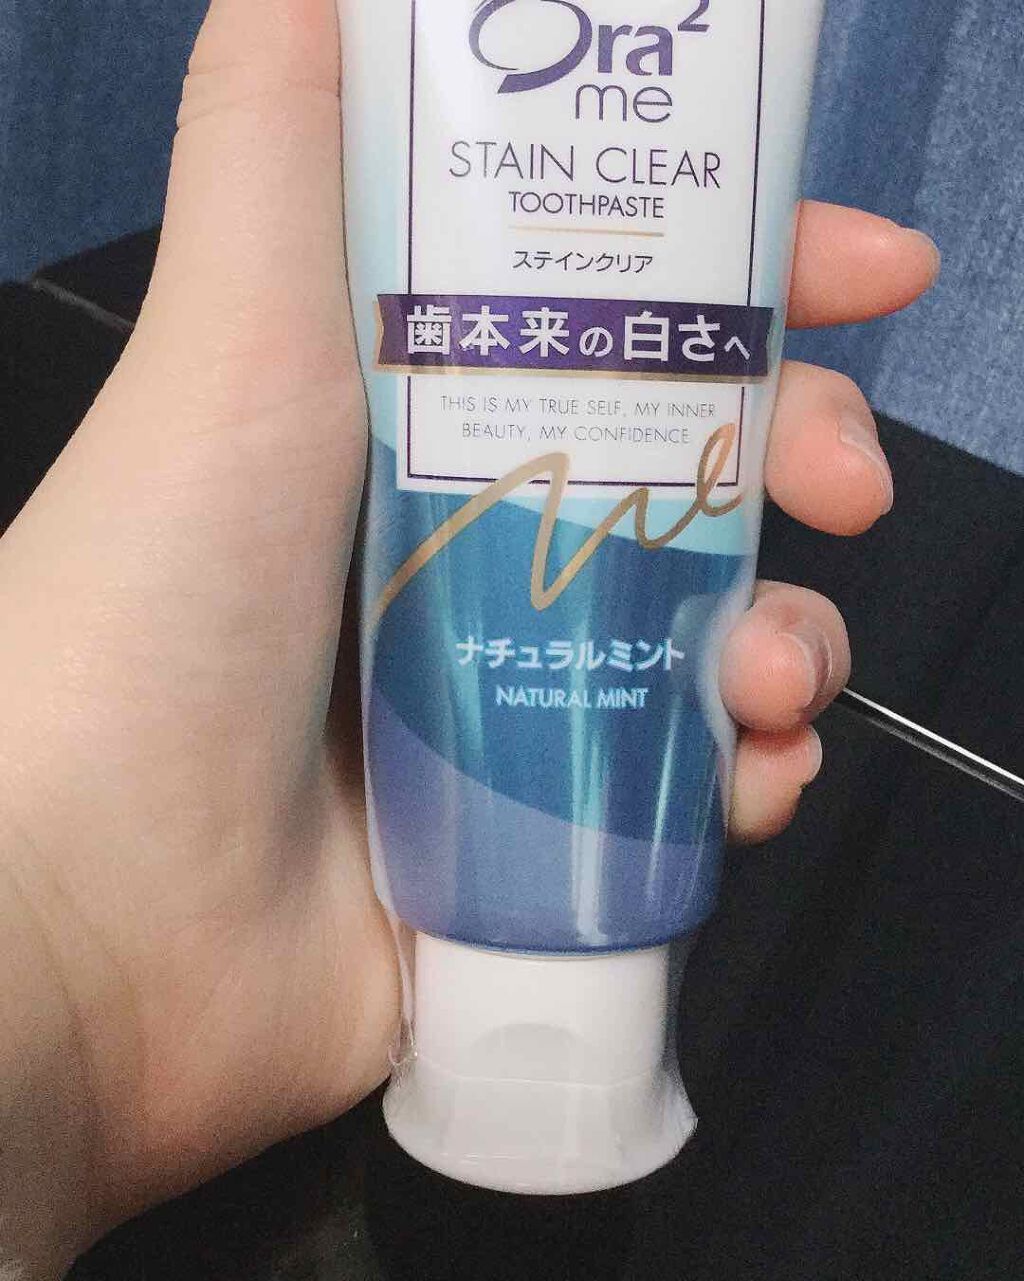 Ora²
me
STAIN CLEAR
TOOTHPASTE
ステインクリア
歯本来の白さへ
THIS IS MY TRUE SELF, MY INNER
BEAUTY, MY CONFIDENCE
Me
ナチュラルミント
NATURAL MINT